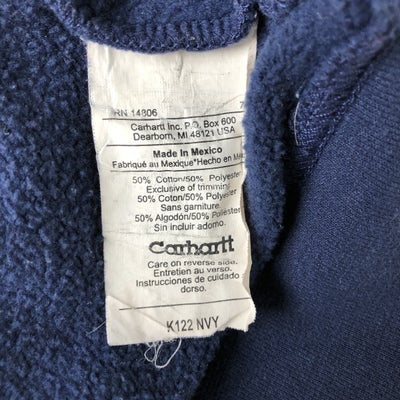 RN 14806
Carhartt Inc. P.O. Box 600
Dearborn, MI 48121 USA
Made In Mexico
Fabriqué au Mexique*Hecho en
50% Cotton/50% Polyester
Exclusive of trimming
50% Coton/50% Polyester
Sans garniture.
50% Algodón/50% Polyester
Sin incluir adorno.
Carhartt
Care on reverse side.
Entretien au verso.
Instrucciones de cuidado
dorso.
K122 NVY